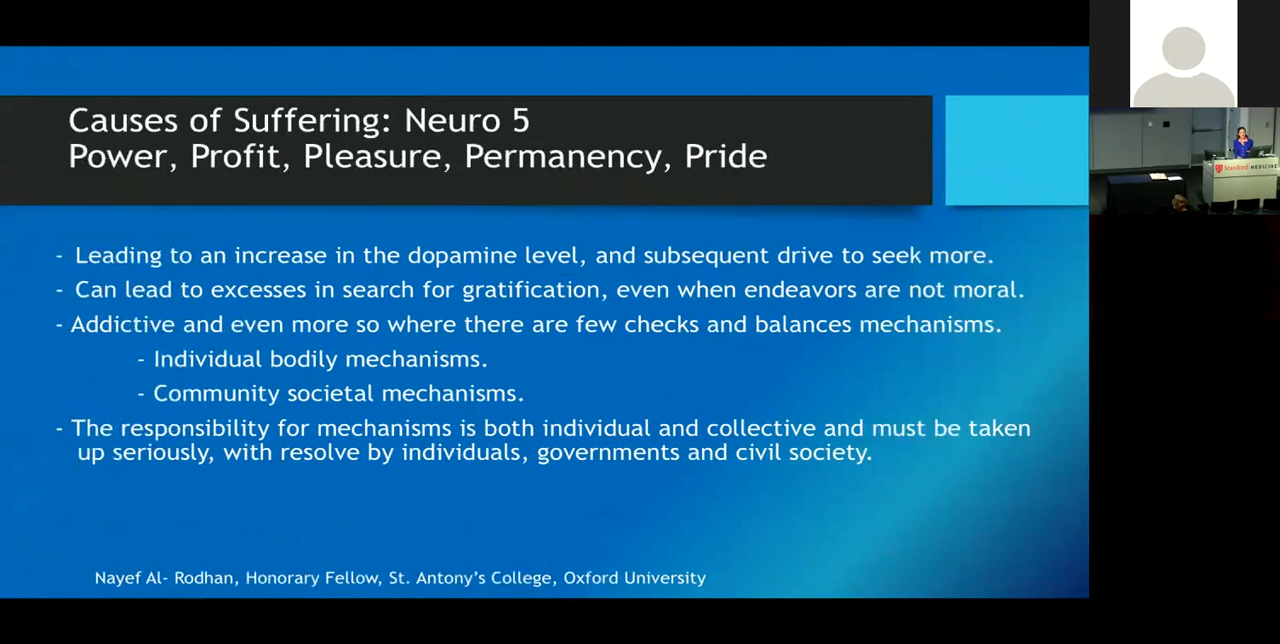 Causes of Suffering: Neuro 5
Power, Profit, Pleasure, Permanency, Pride
- Leading to an increase in the dopamine level, and subsequent drive to seek more.
- Can lead to excesses in search for gratification, even when endeavors are not moral.
- Addictive and even more so where there are few checks and balances mechanisms.
- Individual bodily mechanisms.
- Community societal mechanisms.
- The responsibility for mechanisms is both individual and collective and must be taken
up seriously, with resolve by individuals, governments and civil society.
Nayef Al- Rodhan, Honorary Fellow, St. Antony's College, Oxford University
Stanford MEDICINE